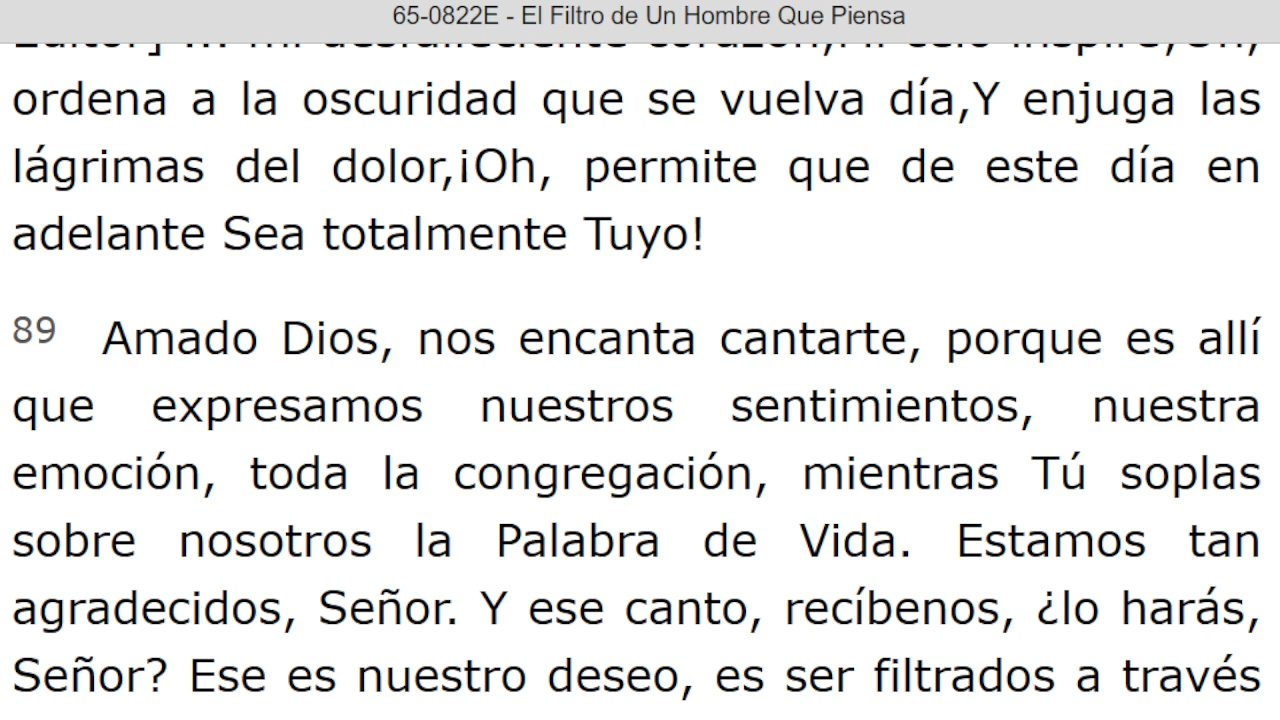 65-0822E - El Filtro de Un Hombre Que Piensa
ordena a la oscuridad que se vuelva día,Y enjuga las
lágrimas del dolor,¡Oh, permite que de este día en
adelante Sea totalmente Tuyo!
89 Amado Dios, nos encanta cantarte, porque es allí
que expresamos nuestros sentimientos, nuestra
emoción, toda la congregación, mientras Tú soplas
sobre nosotros la Palabra de Vida. Estamos tan
agradecidos, Señor. Y ese canto, recíbenos, ¿lo harás,
Señor? Ese es nuestro deseo, es ser filtrados a través